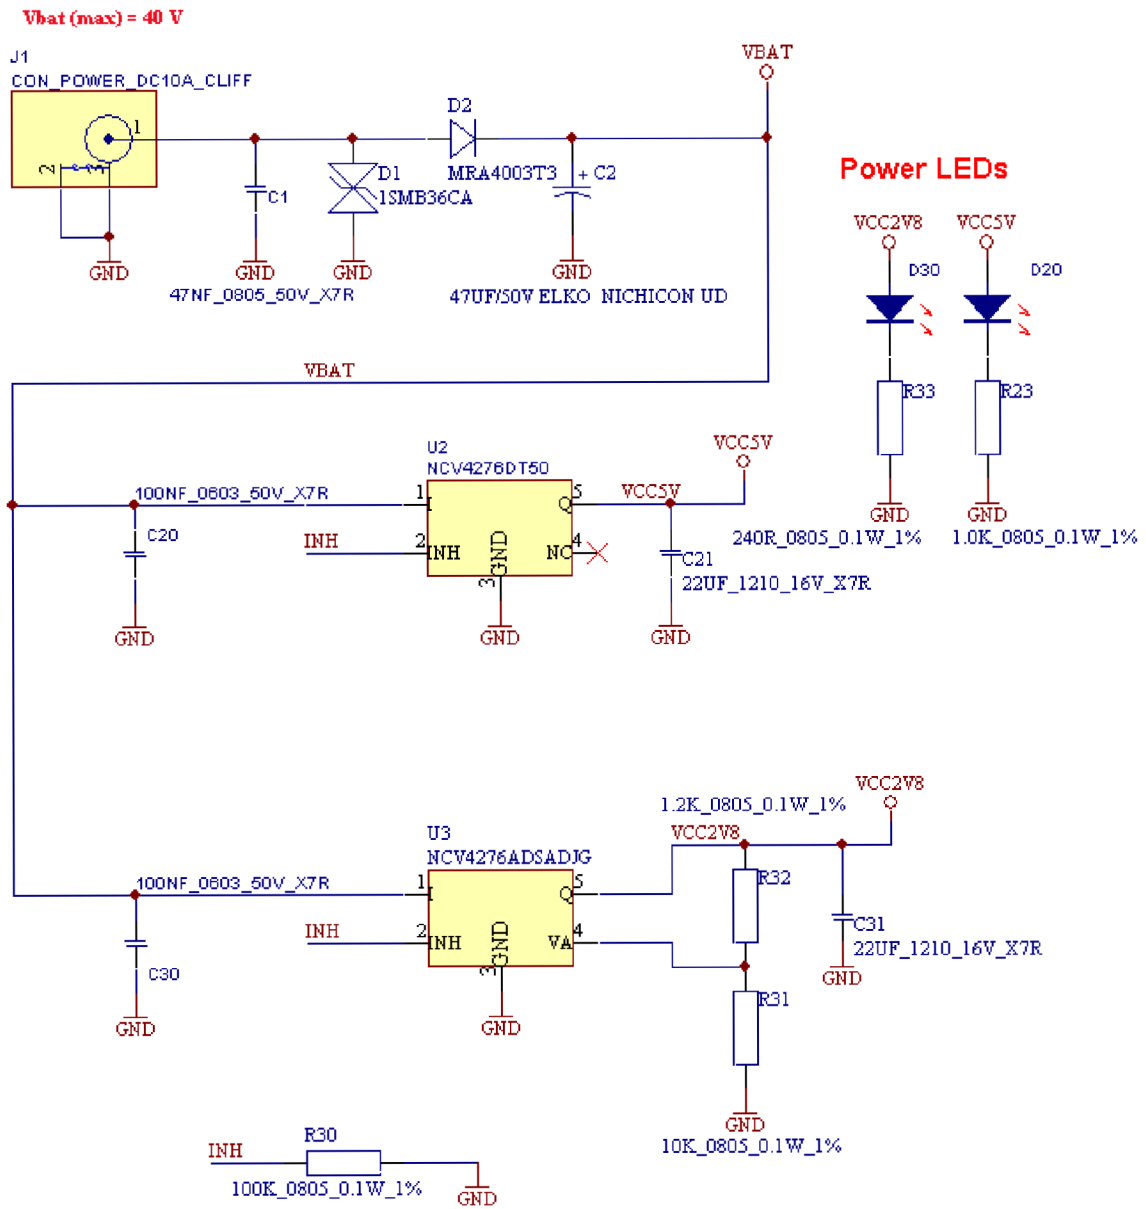 Vbat (max) = 40 V
J1
CON_POWER_DC10A_CLIFF
VBAT
D2
1
2
3
MRA4003T3
+ C2
C1
D1
1SMB36CA
GND
GND
GND
GND
47NF_0805_50V_X7R
47UF/50V ELKO NICHICON UD
Power LEDs
VCC2V8
VCC5V
D30
D20
R33
R23
GND
GND
240R_0805_0.1W_1%
1.0K_0805_0.1W_1%
VBAT
U2
NCV4276DT50
VCC5V
100NF_0603_50V_X7R
1
I
Q
5
VCC5V
C20
INH
2
INH
GND
3
NC
4
C21
22UF_1210_16V_X7R
GND
GND
GND
VCC2V8
1.2K_0805_0.1W_1%
U3
VCC2V8
NCV4276ADSADJG
100NF_0603_50V_X7R
1
I
Q
5
R32
INH
2
INH
GND
3
VA
4
C31
22UF_1210_16V_X7R
C30
GND
R31
GND
GND
GND
10K_0805_0.1W_1%
R30
INH
100K_0805_0.1W_1%
GND